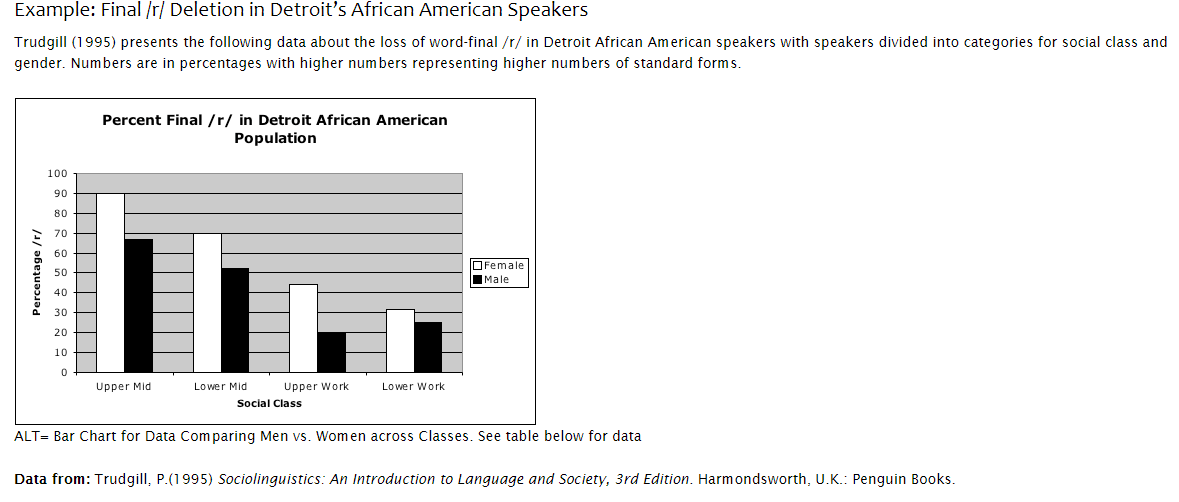 Example: Final /r/ Deletion in Detroit’s African American Speakers
Trudgill (1995) presents the following data about the loss of word-final /r/ in Detroit African American speakers with speakers divided into categories for social class and
gender. Numbers are in percentages with higher numbers representing higher numbers of standard forms.
Percent Final /r/ in Detroit African American
Population
100
90
80
70
60
50
40
30
20
10
0
Percentage /r/
Upper Mid
Lower Mid
Upper Work
Lower Work
Social Class
Female
Male
ALT= Bar Chart for Data Comparing Men vs. Women across Classes. See table below for data
Data from: Trudgill, P.(1995) Sociolinguistics: An Introduction to Language and Society, 3rd Edition. Harmondsworth, U.K.: Penguin Books.